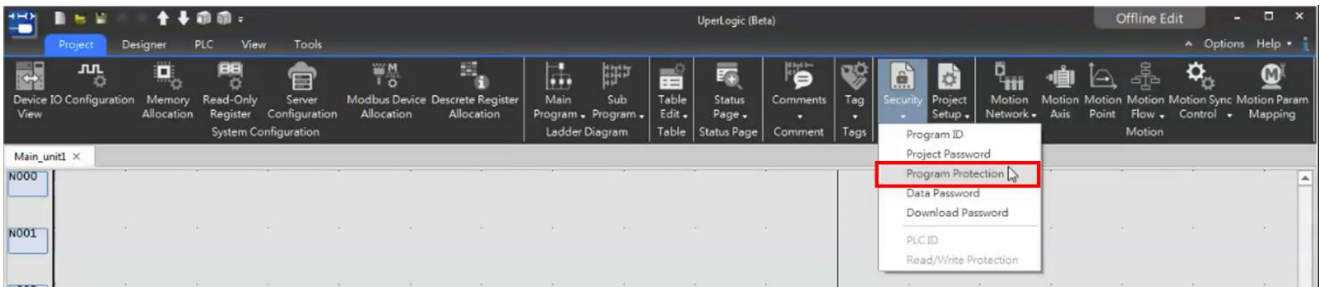 UperLogic (Beta)
Offline Edit
Project Designer PLC View Tools
Options Help
Device IO Configuration Memory Read-Only Server Modbus Device Descrete Register Main Sub Table Status Comments Tag Security Project Motion Motion Motion Motion Motion Sync Motion Param
View Allocation Register Configuration Allocation Allocation Program Program Edit Page Setup Network Axis Point Flow Control Mapping
System Configuration Ladder Diagram Table Status Page Comment Tags Motion
Main_unit1 ×
Program ID
Project Password
N000
Program Protection
Data Password
Download Password
N001
PLC ID
Read/Write Protection